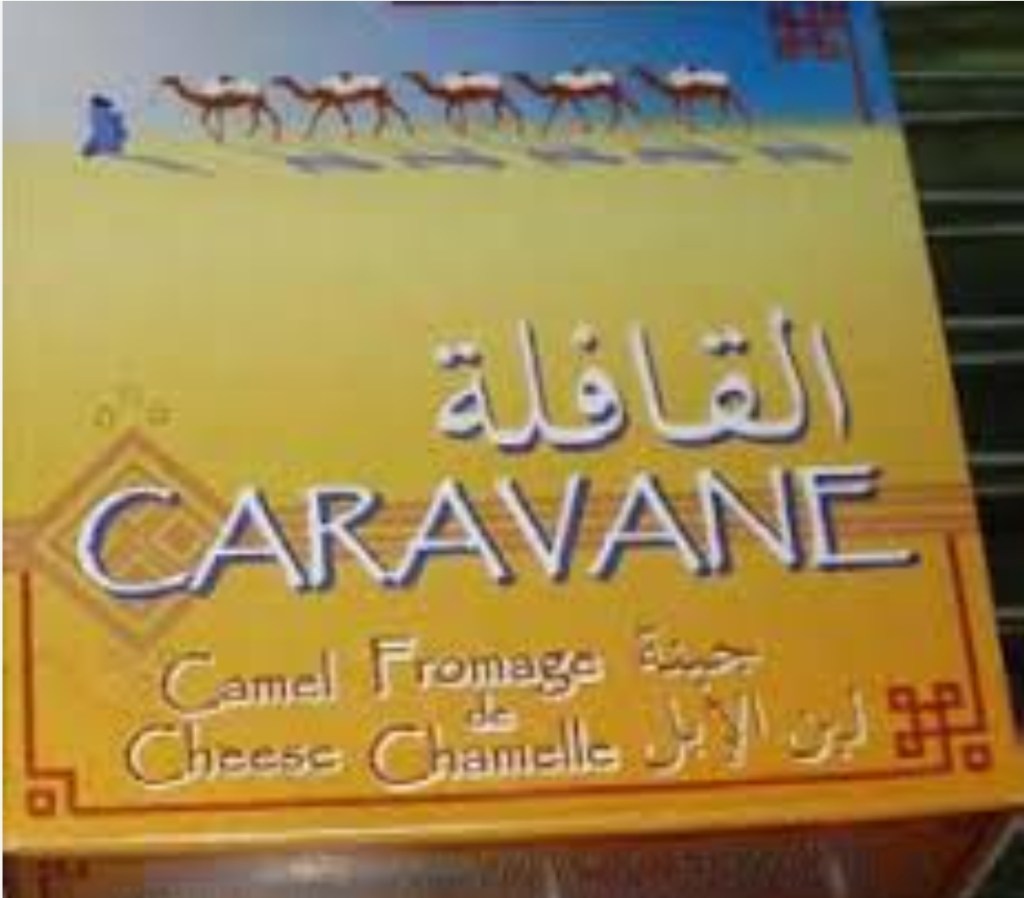 القافلة
CARAVANE
Camel Fromage جبنة
de
Cheese Chamelle لبن الإبل